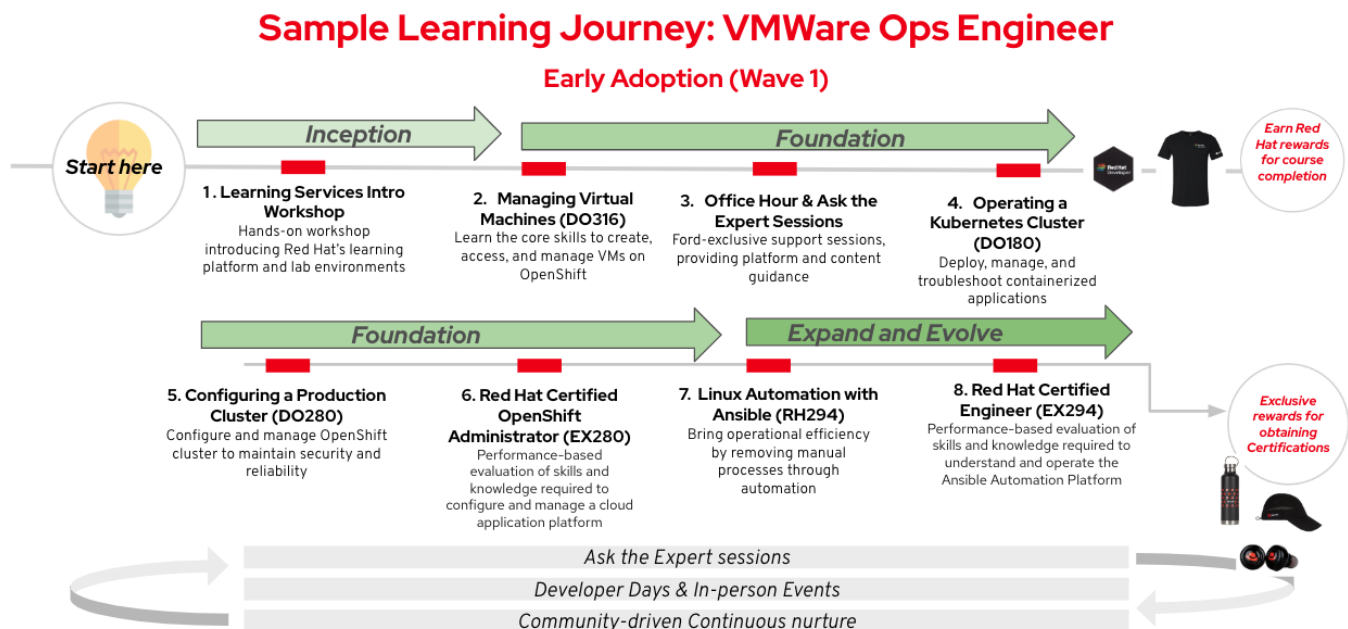 Sample Learning Journey: VMWare Ops Engineer
Early Adoption (Wave 1)
Start here
Inception
Foundation
Earn Red
Hat rewards
for course
completion
Red Hat
Developer
1. Learning Services Intro
Workshop
Hands-on workshop
introducing Red Hat's learning
platform and lab environments
2. Managing Virtual
Machines (DO316)
Learn the core skills to create,
access, and manage VMs on
OpenShift
3. Office Hour & Ask the
Expert Sessions
Ford-exclusive support sessions,
providing platform and content
guidance
4. Operating a
Kubernetes Cluster
(DO180)
Deploy, manage, and
troubleshoot containerized
applications
Foundation
Expand and Evolve
5. Configuring a Production
Cluster (DO280)
Configure and manage OpenShift
cluster to maintain security and
reliability
6. Red Hat Certified
OpenShift
Administrator (EX280)
Performance-based
evaluation of skills and
knowledge required to
configure and manage a cloud
application platform
7. Linux Automation with
Ansible (RH294)
Bring operational efficiency
by removing manual
processes through
automation
8. Red Hat Certified
Engineer (EX294)
Performance-based evaluation of
skills and knowledge required to
understand and operate the
Ansible Automation Platform
Exclusive
rewards for
obtaining
Certifications
Ask the Expert sessions
Developer Days & In-person Events
Community-driven Continuous nurture